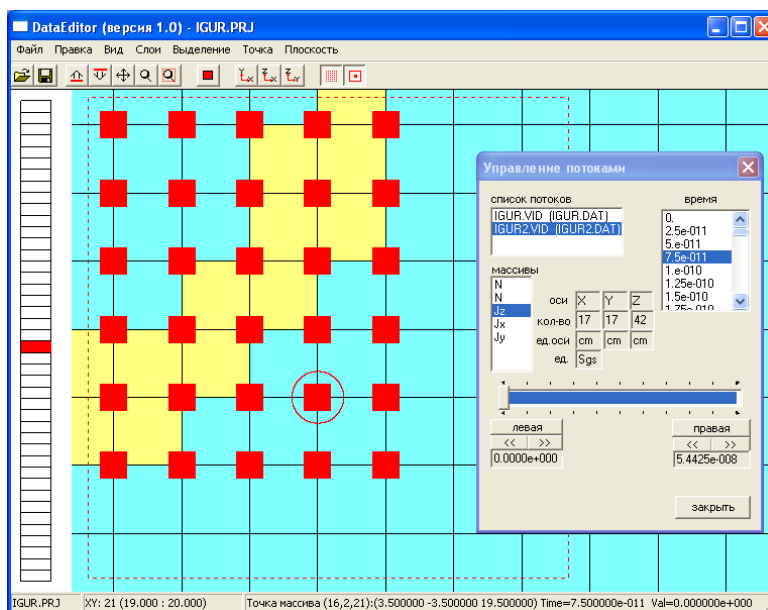 DataEditor (версия 1.0) - IGUR.PRJ
Файл Правка Вид Слои Выделение Точка Плоскость
Y X Z X Z Y
Управление потоками
список потоков
IGUR.VID (IGUR.DAT)
IGUR2.VID (IGUR2.DAT)
время
0.
2.5e-011
5.e-011
7.5e-011
1.e-010
1.25e-010
1.5e-010
1.75e-010
массивы
N
N
Jz
Jx
Jy
оси X Y Z
кол-во 17 17 42
ед.оси cm cm cm
ед. Sgs
левая
<< >>
0.0000e+000
правая
<< >>
5.4425e-008
закрыть
IGUR.PRJ XY: 21 (19.000 : 20.000) Точка массива (16,2,21):(3.500000 -3.500000 19.500000) Time=7.500000e-011 Val=0.000000e+000